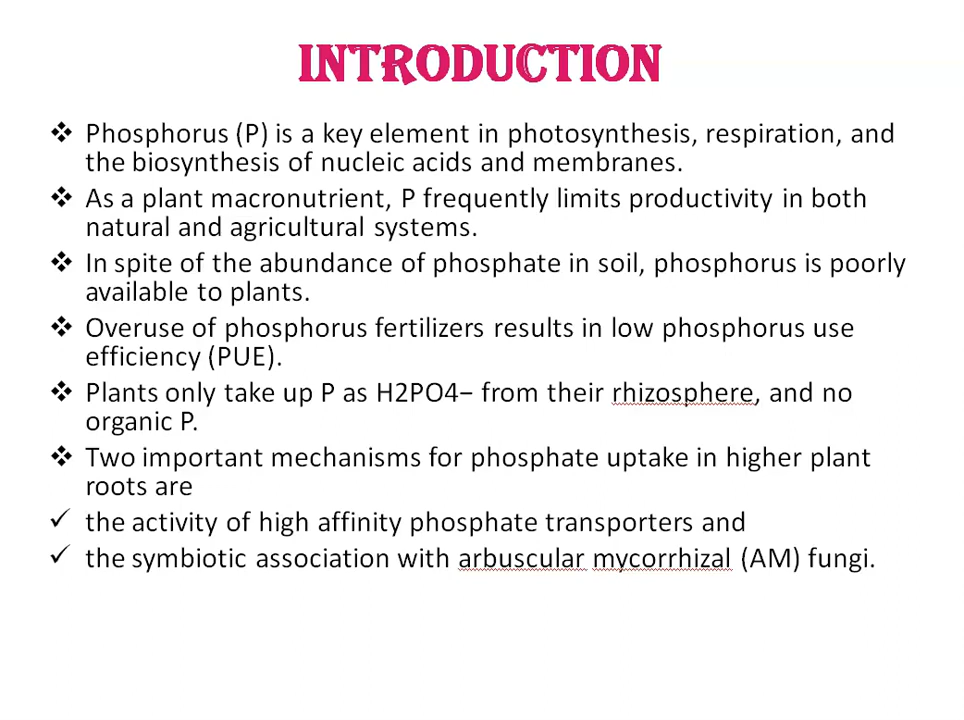 INTRODUCTION
❖ Phosphorus (P) is a key element in photosynthesis, respiration, and
the biosynthesis of nucleic acids and membranes.
❖ As a plant macronutrient, P frequently limits productivity in both
natural and agricultural systems.
❖ In spite of the abundance of phosphate in soil, phosphorus is poorly
available to plants.
❖ Overuse of phosphorus fertilizers results in low phosphorus use
efficiency (PUE).
❖ Plants only take up P as H2PO4− from their rhizosphere, and no
organic P.
❖ Two important mechanisms for phosphate uptake in higher plant
roots are
✓ the activity of high affinity phosphate transporters and
✓ the symbiotic association with arbuscular mycorrhizal (AM) fungi.